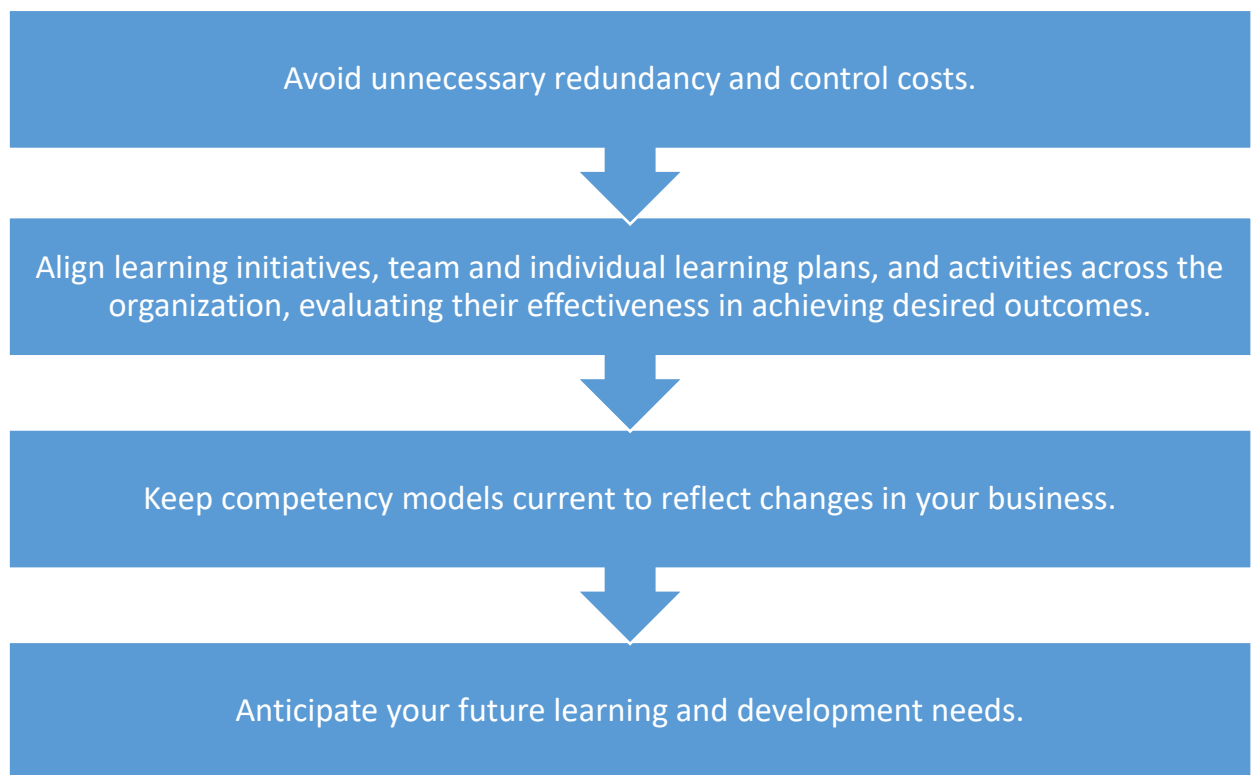 Avoid unnecessary redundancy and control costs.
Align learning initiatives, team and individual learning plans, and activities across the
organization, evaluating their effectiveness in achieving desired outcomes.
Keep competency models current to reflect changes in your business.
Anticipate your future learning and development needs.